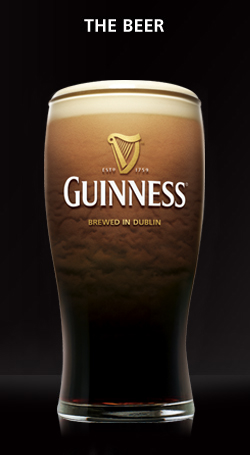 THE BEER
ESTD 1759
GUINNESS®
BREWED IN DUBLIN